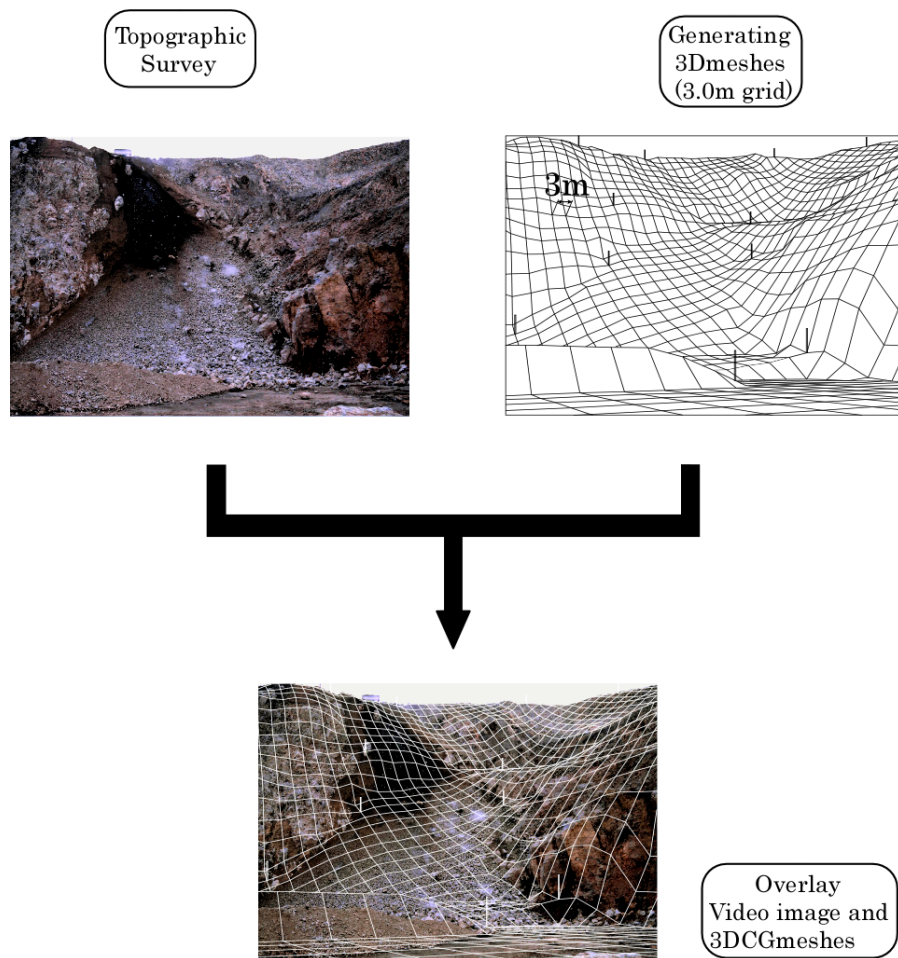 Topographic
Survey
Generating
3Dmeshes
(3.0m grid)
3m
Overlay
Video image and
3DCGmeshes